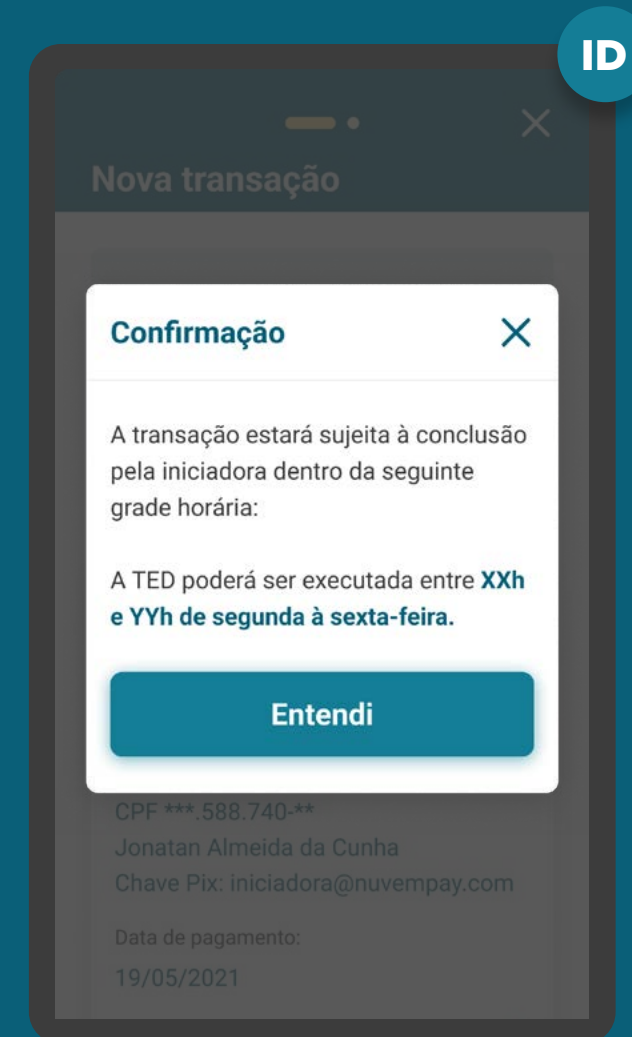 ID
Nova transação
Confirmação
A transação estará sujeita à conclusão
pela iniciadora dentro da seguinte
grade horária:
A TED poderá ser executada entre XXh
e YYh de segunda à sexta-feira.
Entendi
CPF ***.588.740-**
Jonatan Almeida da Cunha
Chave Pix: iniciadora@nuvempay.com
Data de pagamento:
19/05/2021